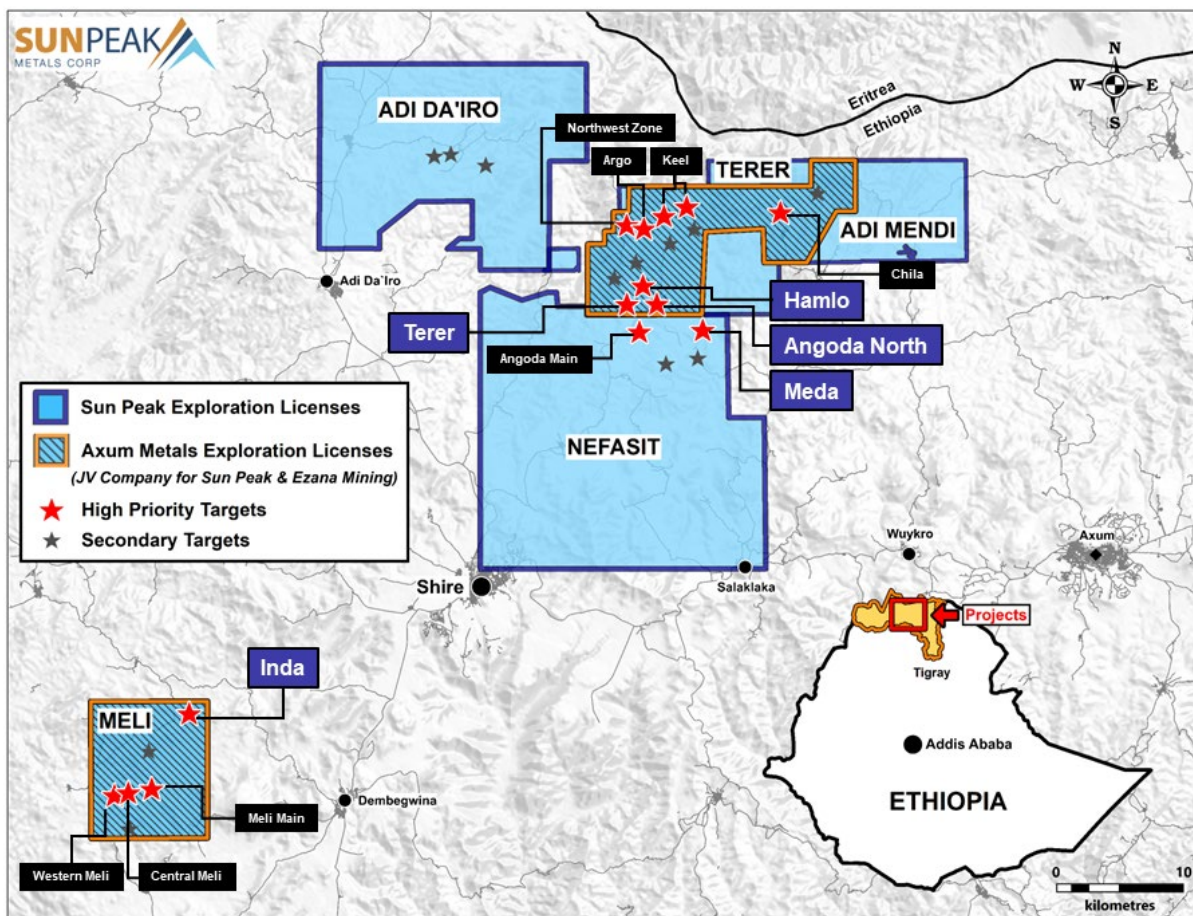 SUNPEAK
METALS CORP
N
W
E
S
Eritrea
Ethiopia
ADI DA'IRO
Northwest Zone
Argo
Keel
TERER
ADI MENDI
Chila
Adi Da`Iro
Hamlo
Terer
Angoda Main
Angoda North
Meda
Sun Peak Exploration Licenses
Axum Metals Exploration Licenses
(JV Company for Sun Peak & Ezana Mining)
High Priority Targets
Secondary Targets
NEFASIT
Wuykro
Axum
Shire
Salaklaka
Projects
Tigray
Inda
MELI
Addis Ababa
Dembegwina
ETHIOPIA
Meli Main
Western Meli
Central Meli
0
10
kilometres